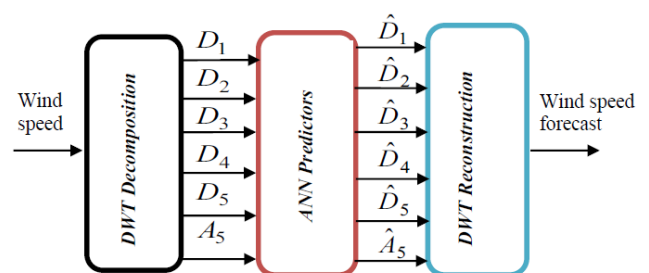 Wind
speed
DWT Decomposition
D₁
D₂
D₃
D₄
D₅
A₅
ANN Predictors
D̂₁
D̂₂
D̂₃
D̂₄
D̂₅
Â₅
DWT Reconstruction
Wind speed
forecast